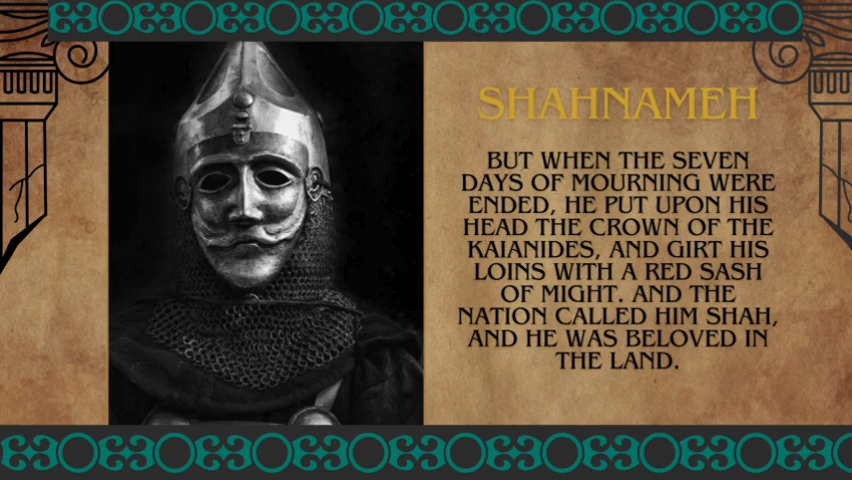 SHAHNAMEH
BUT WHEN THE SEVEN
DAYS OF MOURNING WERE
ENDED, HE PUT UPON HIS
HEAD THE CROWN OF THE
KAIANIDES, AND GIRT HIS
LOINS WITH A RED SASH
OF MIGHT. AND THE
NATION CALLED HIM SHAH,
AND HE WAS BELOVED IN
THE LAND.